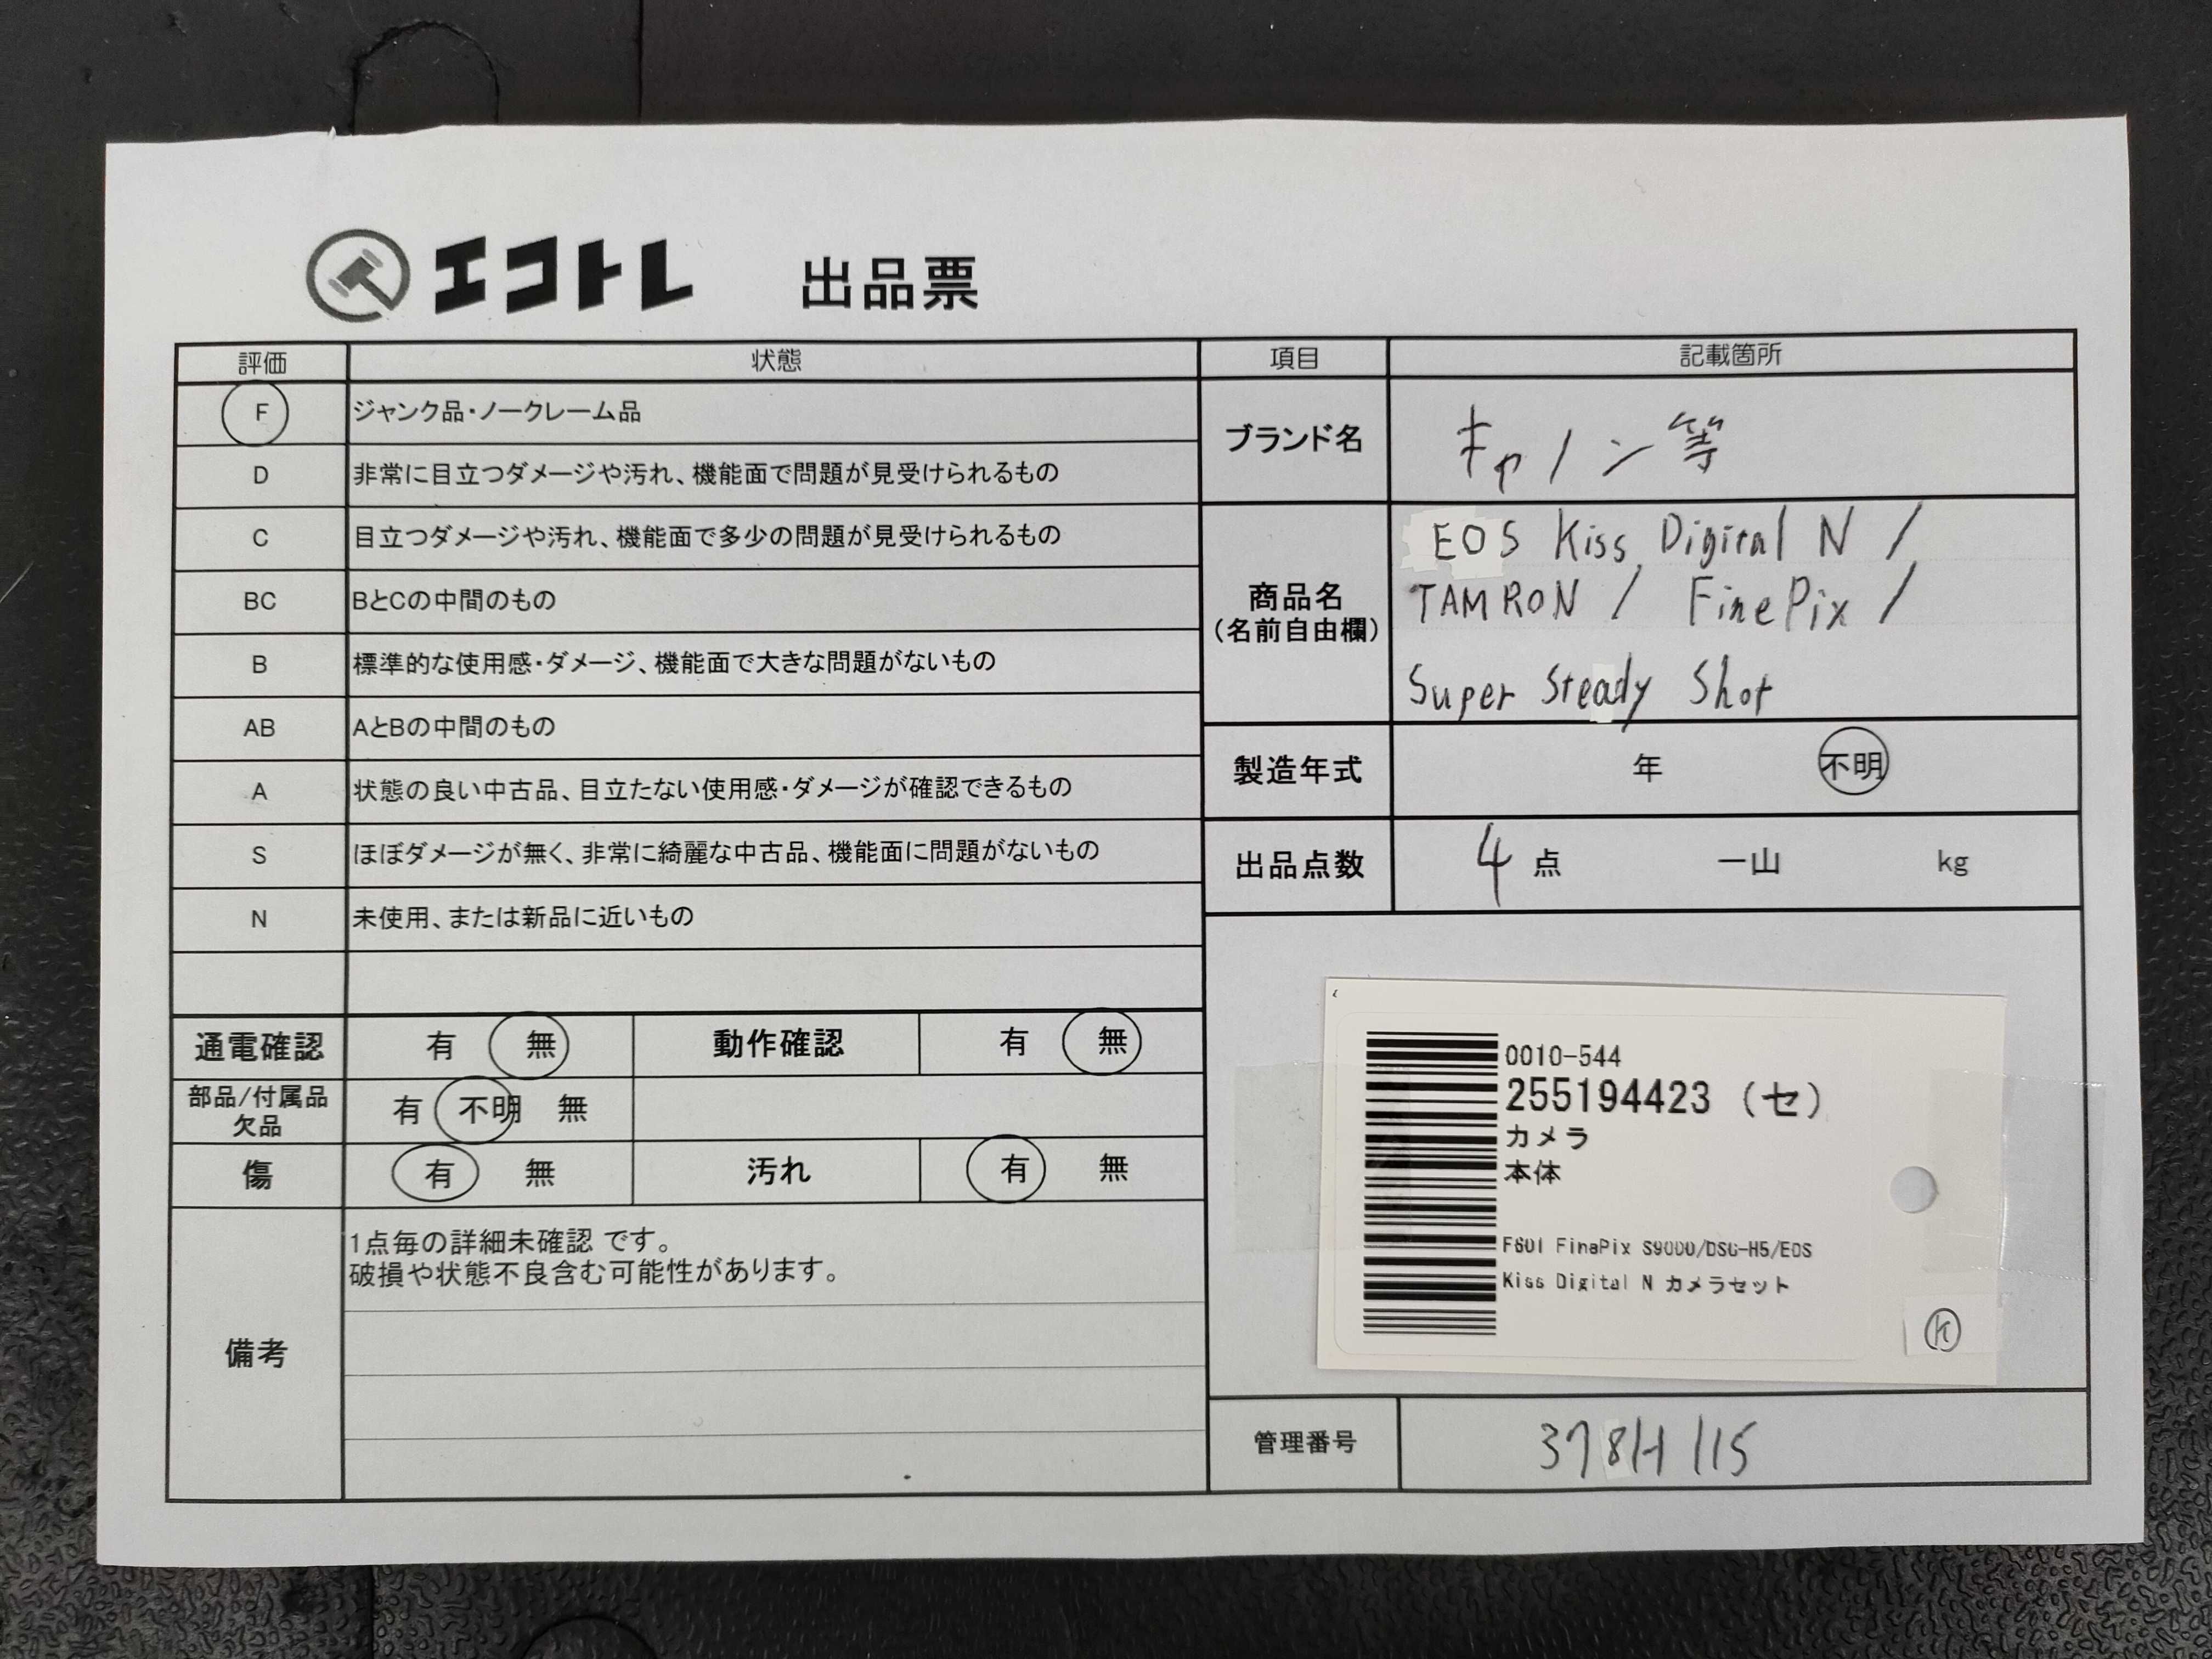 エコトレ 出品票
評価 状態 項目 記載箇所
F ジャンク品・ノークレーム品
D 非常に目立つダメージや汚れ、機能面で問題が見受けられるもの
C 目立つダメージや汚れ、機能面で多少の問題が見受けられるもの
BC BとCの中間のもの
B 標準的な使用感・ダメージ、機能面で大きな問題がないもの
AB AとBの中間のもの
A 状態の良い中古品、目立たない使用感・ダメージが確認できるもの
S ほぼダメージが無く、非常に綺麗な中古品、機能面に問題がないもの
N 未使用、または新品に近いもの
通電確認 有 無 動作確認 有 無
部品/付属品
欠品 有 不明 無
傷 有 無 汚れ 有 無
備考
1点毎の詳細未確認 です。
破損や状態不良含む可能性があります。
ブランド名 キャノン等
商品名
(名前自由欄)
EOS Kiss Digital N /
TAMRON / FinePix /
Super Steady Shot
製造年式 年 不明
出品点数 4 点 一山 kg
0010-544
255194423 (セ)
カメラ
本体
F601 FinePix S9000/DSC-H5/EOS
Kiss Digital N カメラセット
K
管理番号 378H115